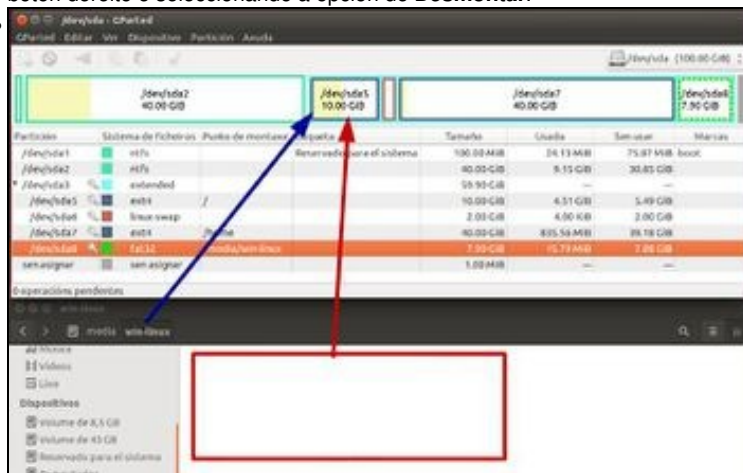 botón dereito e seleccionando a opción de Desmontar.
/dev/sda - GParted
GParted Editar Ver Dispositivo Partición Axuda
/dev/sda (100.00 GiB)
/dev/sda2
40.00 GiB
/dev/sda5
10.00 GiB
/dev/sda7
40.00 GiB
/dev/sda8
7.90 GiB
Partición Sistema de ficheiros Punto de montaxe Etiqueta Tamaño Usada Sen usar Marcas
/dev/sda1 ntfs Reservado para el sistema 100.00 MiB 24.13 MiB 75.87 MiB boot
/dev/sda2 ntfs 40.00 GiB 9.15 GiB 30.85 GiB
/dev/sda3 extended 59.90 GiB —
/dev/sda5 ext4 / 10.00 GiB 4.51 GiB 5.49 GiB
/dev/sda6 linux-swap 2.00 GiB 4.00 KiB 2.00 GiB
/dev/sda7 ext4 /home 40.00 GiB 835.56 MiB 39.18 GiB
/dev/sda8 fat32 /media/win-linux 7.90 GiB 15.79 MiB 7.88 GiB
sen asignar sen asignar 1.00 MiB —
0 operacións pendentes
win-linux
media win-linux
Música
Vídeos
Lixo
Dispositivos
Volume de 8,5 GB
Volume de 43 GB
Reservado para el sistema